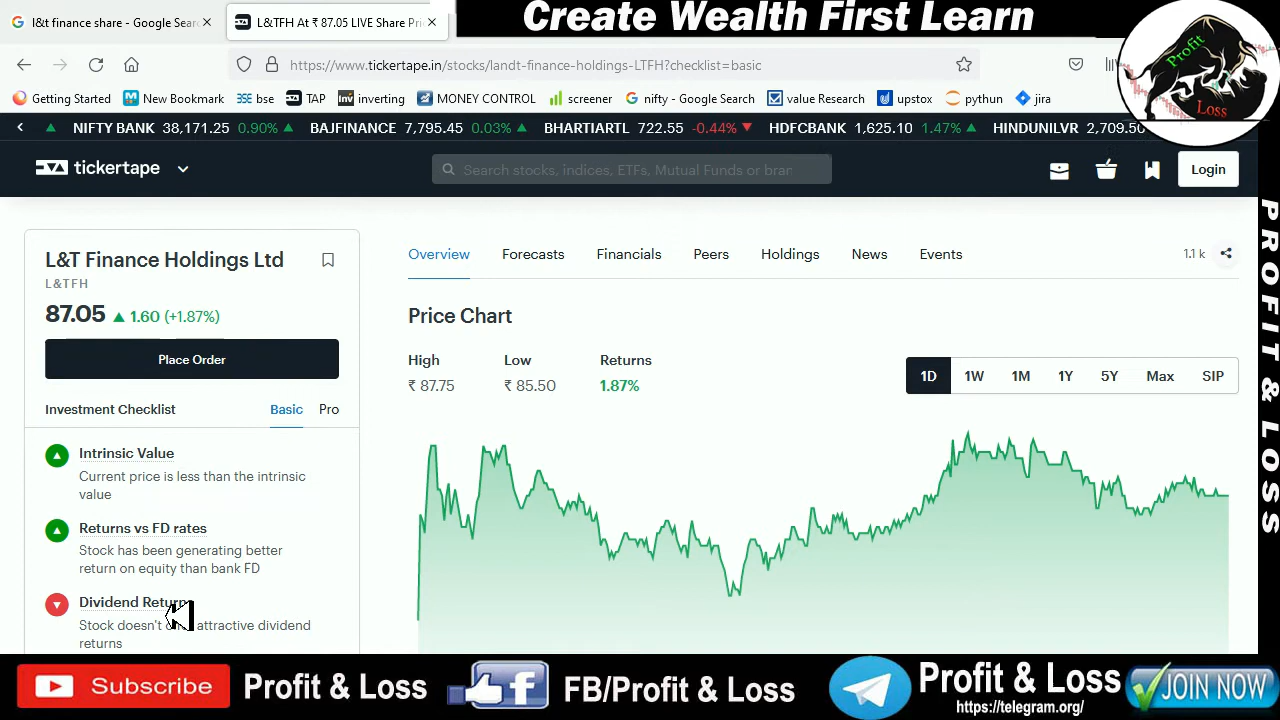 Create Wealth First Learn
l&t finance share - Google Sear
L&TFH At ₹ 87.05 LIVE Share Pri
https://www.tickertape.in/stocks/landt-finance-holdings-LTFH?checklist=basic
Getting Started
New Bookmark
bse
TAP
inverting
MONEY CONTROL
screener
nifty - Google Search
value Research
upstox
python
jira
Profit
Loss
NIFTY BANK 38,171.25 0.90% BAJFINANCE 7,795.45 0.03% BHARTIARTL 722.55 -0.44% HDFCBANK 1,625.10 1.47% HINDUNILVR 2,709.50
tickertape
Search stocks, indices, ETFs, Mutual Funds or bran
Login
L&T Finance Holdings Ltd
L&TFH
87.05 1.60 (+1.87%)
Place Order
Investment Checklist Basic Pro
Intrinsic Value
Current price is less than the intrinsic
value
Returns vs FD rates
Stock has been generating better
return on equity than bank FD
Dividend Returns
Stock doesn't attractive dividend
returns
Overview Forecasts Financials Peers Holdings News Events 1.1 k
Price Chart
High Low Returns
₹ 87.75 ₹ 85.50 1.87%
1D 1W 1M 1Y 5Y Max SIP
PROFIT & LOSS
Subscribe
Profit & Loss
f
FB/Profit & Loss
Profit & Loss
https://telegram.org/
JOIN NOW